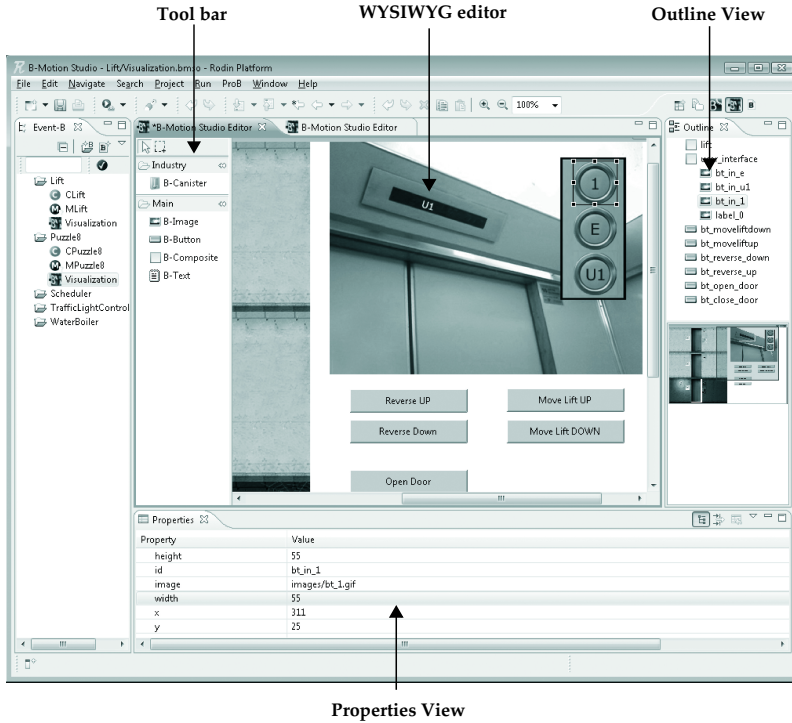 Tool bar
WYSIWYG editor
Outline View
B-Motion Studio - Lift/Visualization.bmso - Rodin Platform
File Edit Navigate Search Project Run ProB Window Help
100%
Event-B
*B-Motion Studio Editor
B-Motion Studio Editor
Outline
Lift
CLift
MLift
Visualization
Puzzle8
CPuzzle8
MPuzzle8
Visualization
Scheduler
TrafficLightControl
WaterBoiler
Industry
B-Canister
Main
B-Image
B-Button
B-Composite
B-Text
U1
1
E
U1
Reverse UP
Move Lift UP
Reverse Down
Move Lift DOWN
Open Door
lift
bt_in_e
bt_in_u1
bt_in_1
label_0
bt_moveliftdown
bt_moveliftup
bt_reverse_down
bt_reverse_up
bt_open_door
bt_close_door
Properties
Property Value
height 55
id bt_in_1
image images/bt_1.gif
width 55
x 311
y 25
Properties View